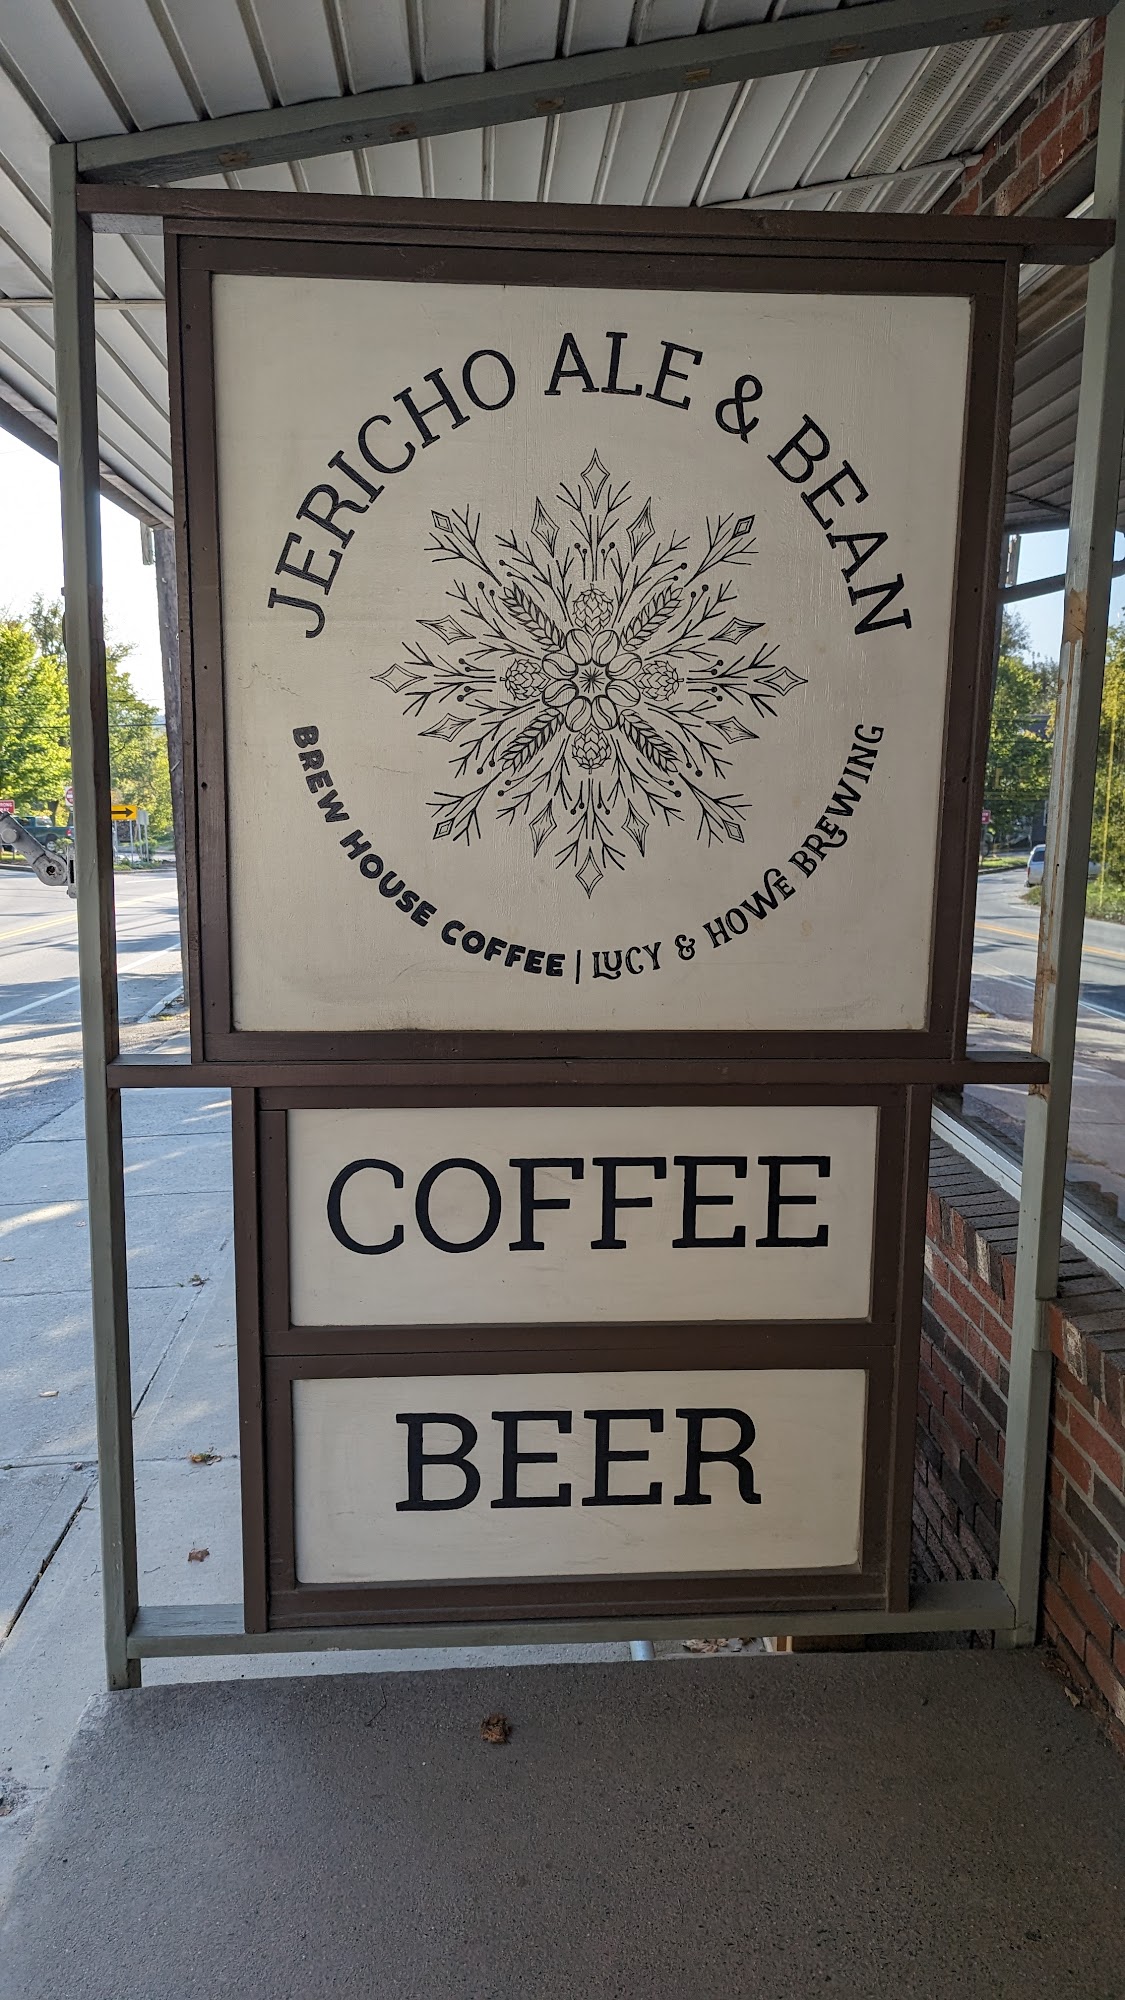 JERICHO ALE & BEAN
BREW HOUSE COFFEE | LUCY & HOWE BREWING
COFFEE
BEER